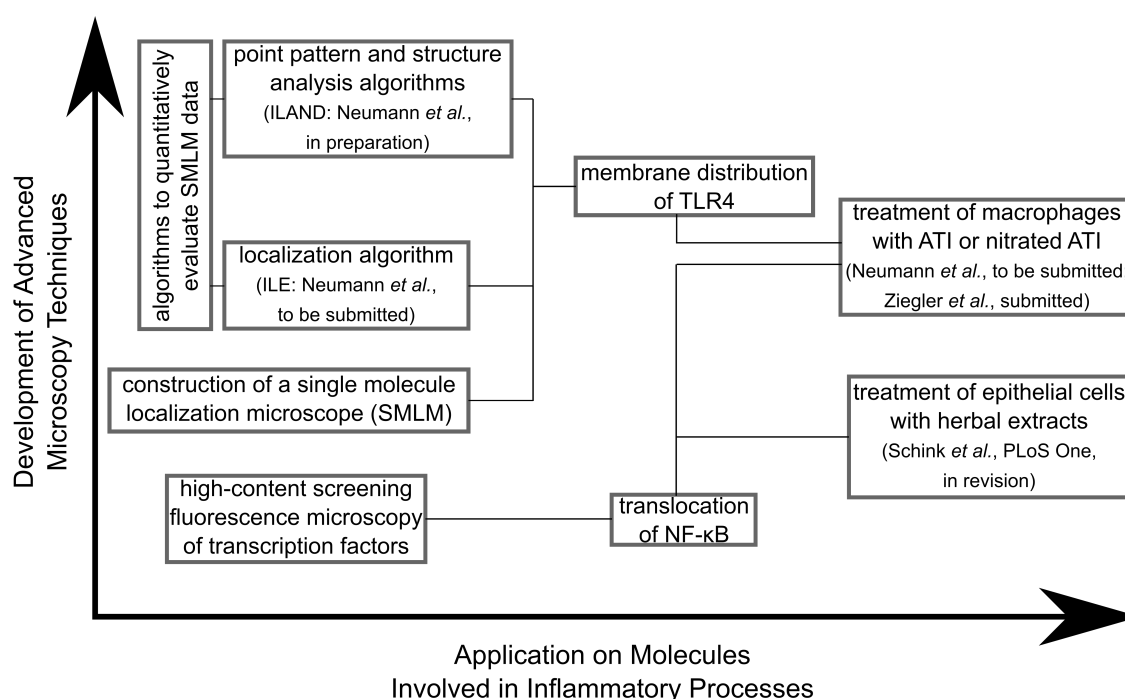 Development of Advanced
Microscopy Techniques
algorithms to quantitatively
evaluate SMLM data
point pattern and structure
analysis algorithms
(ILAND: Neumann et al.,
in preparation)
localization algorithm
(ILE: Neumann et al.,
to be submitted)
construction of a single molecule
localization microscope (SMLM)
high-content screening
fluorescence microscopy
of transcription factors
membrane distribution
of TLR4
translocation
of NF-κB
treatment of macrophages
with ATI or nitrated ATI
(Neumann et al., to be submitted
Ziegler et al., submitted)
treatment of epithelial cells
with herbal extracts
(Schink et al., PLoS One,
in revision)
Application on Molecules
Involved in Inflammatory Processes